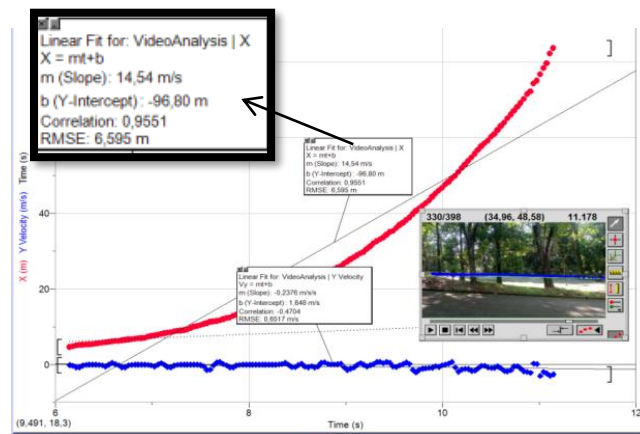 Linear Fit for: VideoAnalysis | X
X = mt+b
m (Slope): 14,54 m/s
b (Y-Intercept): -96,80 m
Correlation: 0,9551
RMSE: 6,595 m
Linear Fit for: VideoAnalysis | X
X = mt+b
m (Slope): 14,54 m/s
b (Y-Intercept): -96,80 m
Correlation: 0,9551
RMSE: 6,595 m
X (m) Y Velocity (m/s) Time (s)
40
20
0
330/398 (34,96, 48,58) 11.178
Linear Fit for: VideoAnalysis | Y Velocity
Vy = mt+b
m (Slope): -0,2376 m/s/s
b (Y-Intercept): 1,648 m/s
Correlation: -0,4704
RMSE: 0,6517 m/s
6
8
10
12
(9,491, 18,3)
Time (s)